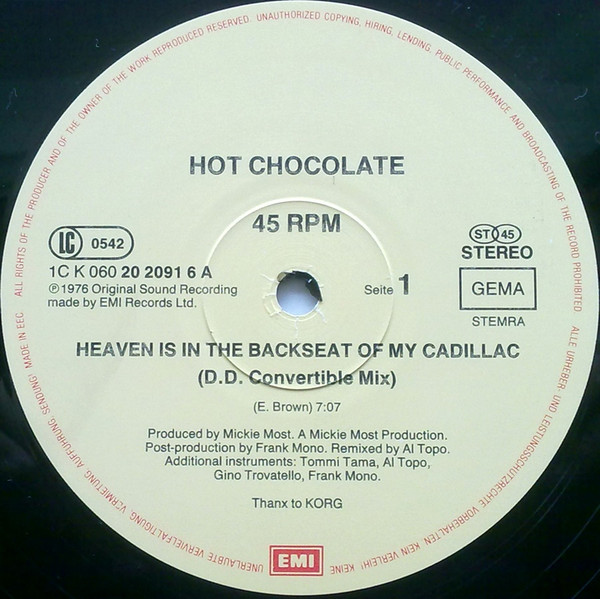 ALL RIGHTS OF THE PRODUCER AND OF THE OWNER OF THE WORK REPRODUCED RESERVED. UNAUTHORIZED COPYING, HIRING, LENDING, PUBLIC PERFORMANCE AND BROADCASTING OF THE RECORD PROHIBITED
HOT CHOCOLATE
45 RPM
LC 0542
1C K 060 20 2091 6 A
℗ 1976 Original Sound Recording
made by EMI Records Ltd.
Seite 1
ST 45
STEREO
GEMA
STEMRA
HEAVEN IS IN THE BACKSEAT OF MY CADILLAC
(D.D. Convertible Mix)
(E. Brown) 7:07
Produced by Mickie Most. A Mickie Most Production.
Post-production by Frank Mono. Remixed by Al Topo.
Additional instruments: Tommi Tama, Al Topo,
Gino Trovatello, Frank Mono.
Thanx to KORG
EMI
ALLE URHEBER- UND LEISTUNGSSCHUTZRECHTE VORBEHALTEN KEIN VERLEIH! KEINE UNERLAUBTE VERVIELFÄLTIGUNG, VERMIETUNG, AUFFÜHRUNG, SENDUNG! MADE IN EEC